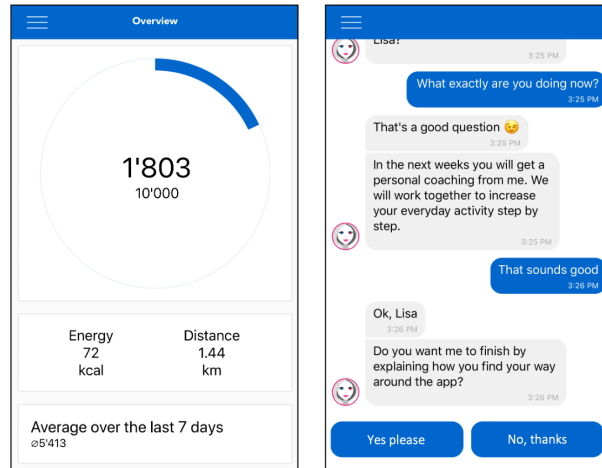 Overview
1'803
10'000
Energy
72
kcal
Distance
1.44
km
Average over the last 7 days
⌀5'413
Lisa?
3:25 PM
What exactly are you doing now?
3:25 PM
That's a good question 😉
3:25 PM
In the next weeks you will get a
personal coaching from me. We
will work together to increase
your everyday activity step by
step.
3:25 PM
That sounds good
3:26 PM
Ok, Lisa
3:26 PM
Do you want me to finish by
explaining how you find your way
around the app?
3:26 PM
Yes please
No, thanks